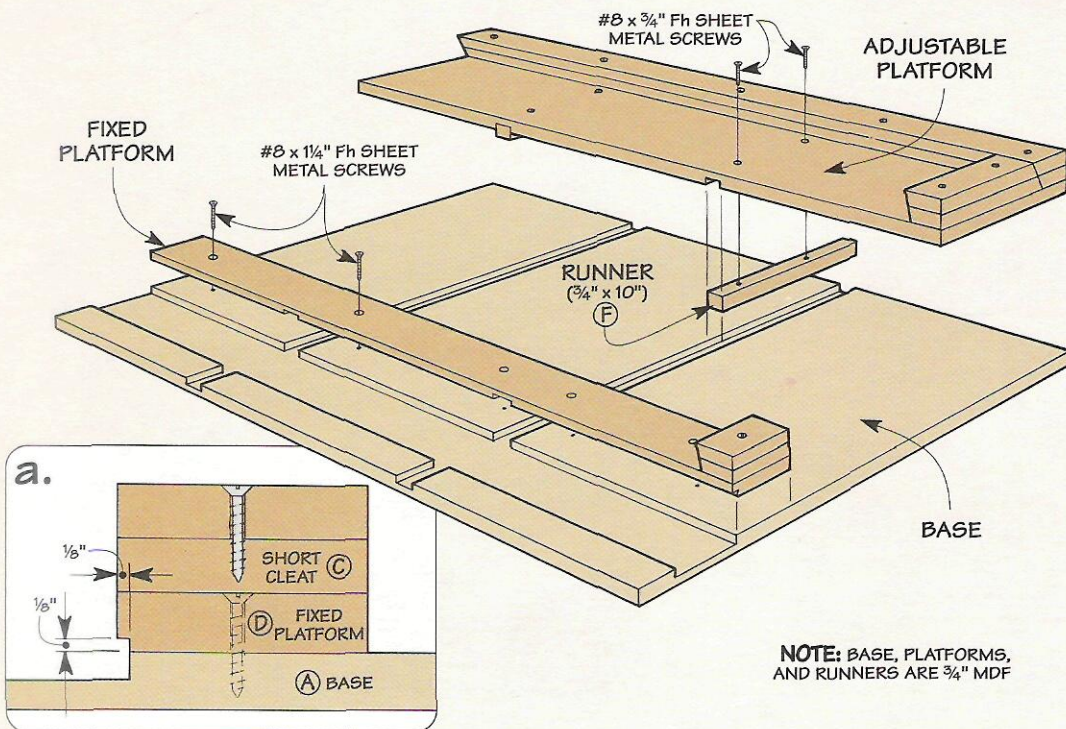 #8 x ¾" Fh SHEET
METAL SCREWS
ADJUSTABLE
PLATFORM
FIXED
PLATFORM
#8 x 1¼" Fh SHEET
METAL SCREWS
RUNNER
(¾" x 10")
F
BASE
a.
⅛"
⅛"
SHORT
CLEAT C
D FIXED
PLATFORM
A BASE
NOTE: BASE, PLATFORMS,
AND RUNNERS ARE ¾" MDF